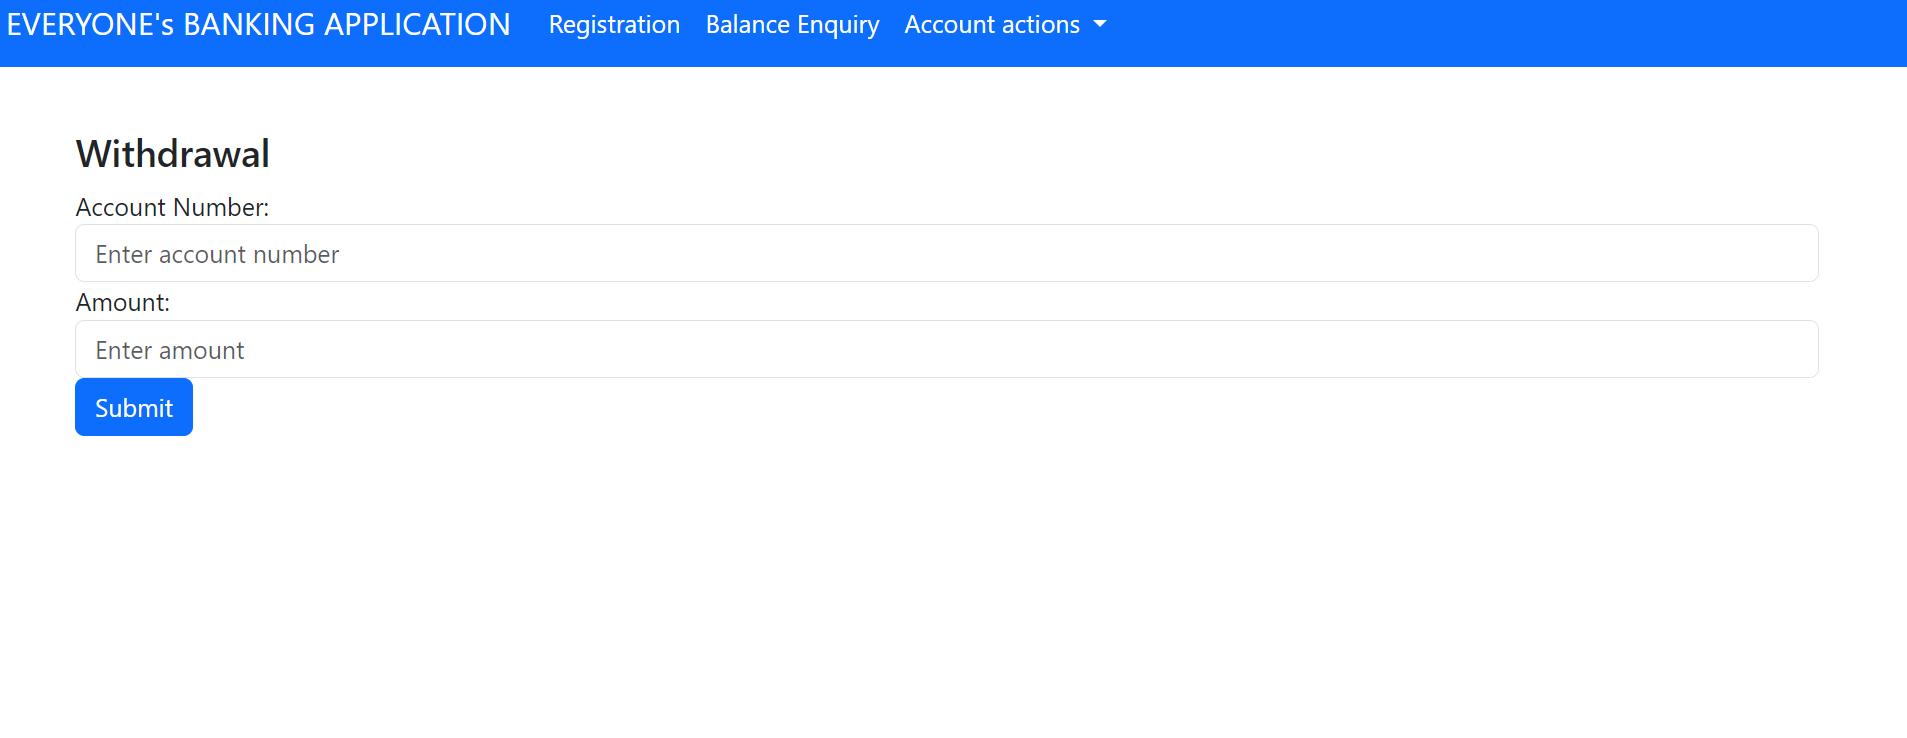 EVERYONE's BANKING APPLICATION Registration Balance Enquiry Account actions
Withdrawal
Account Number:
Enter account number
Amount:
Enter amount
Submit